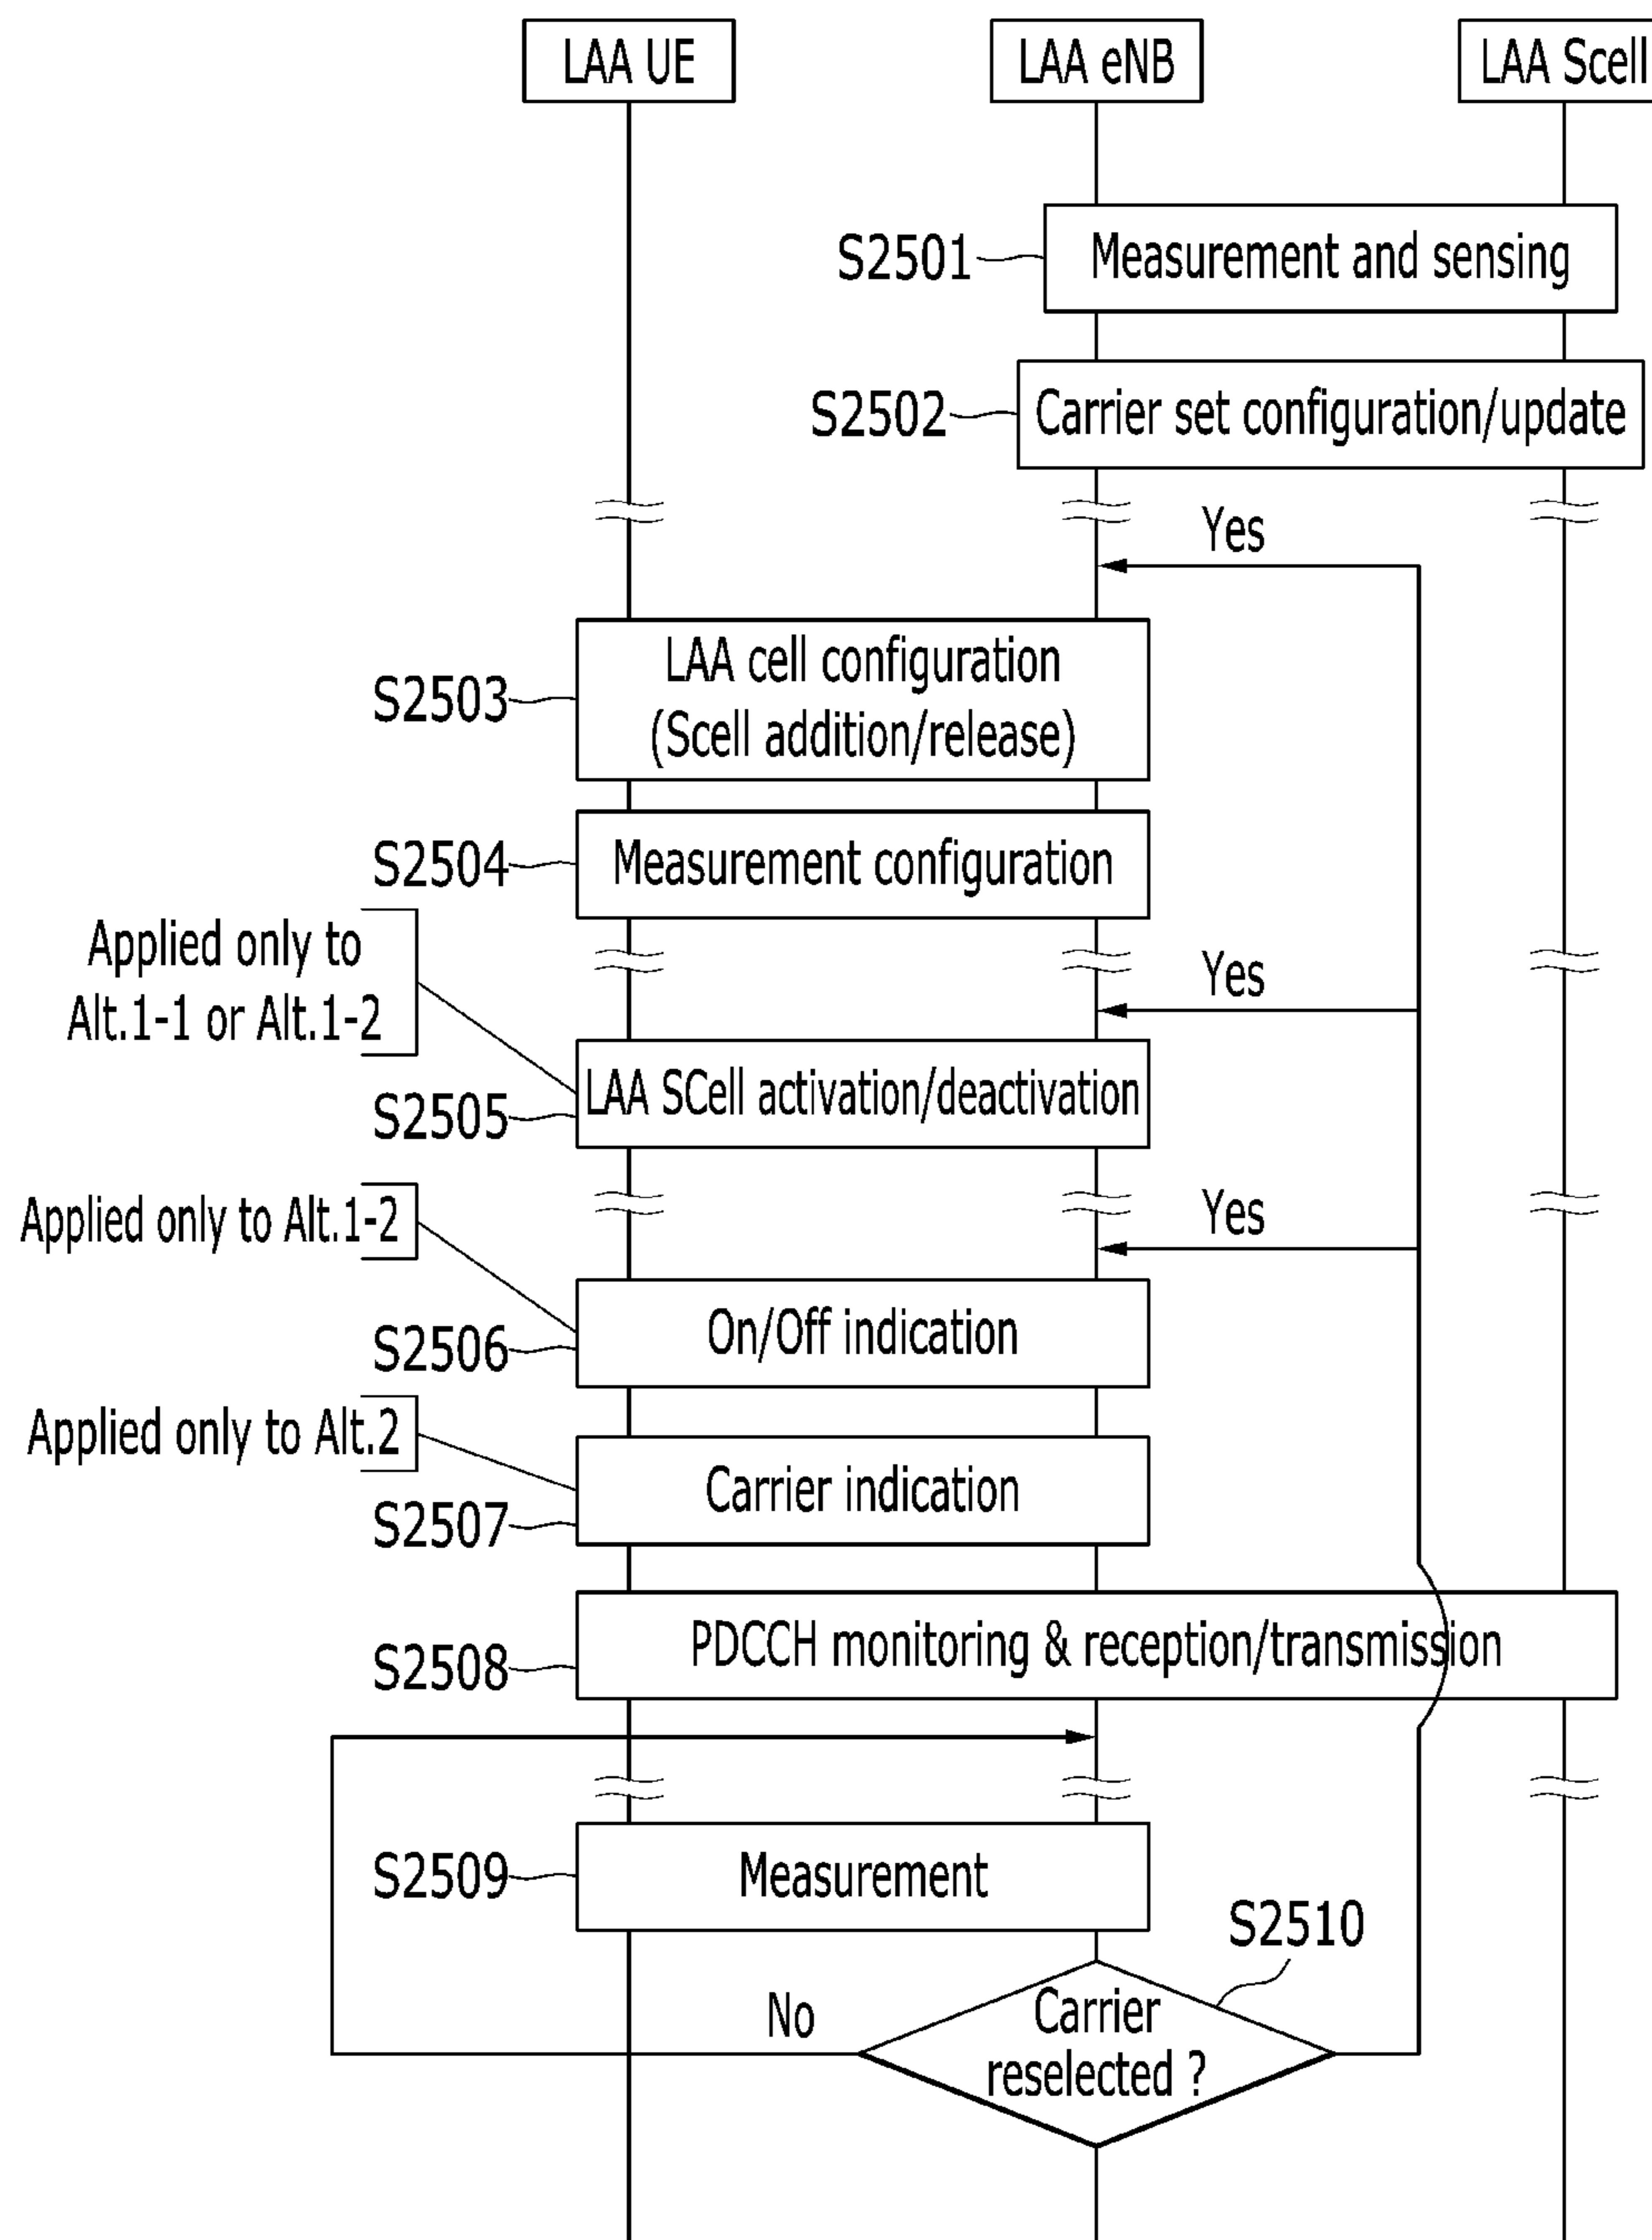 LAA UE
LAA eNB
LAA Scell
S2501
Measurement and sensing
S2502
Carrier set configuration/update
Yes
S2503
LAA cell configuration
(Scell addition/release)
S2504
Measurement configuration
Applied only to
Alt.1-1 or Alt.1-2
Yes
S2505
LAA SCell activation/deactivation
Applied only to Alt.1-2
Yes
S2506
On/Off indication
Applied only to Alt.2
S2507
Carrier indication
S2508
PDCCH monitoring & reception/transmission
S2509
Measurement
S2510
No
Carrier
reselected ?